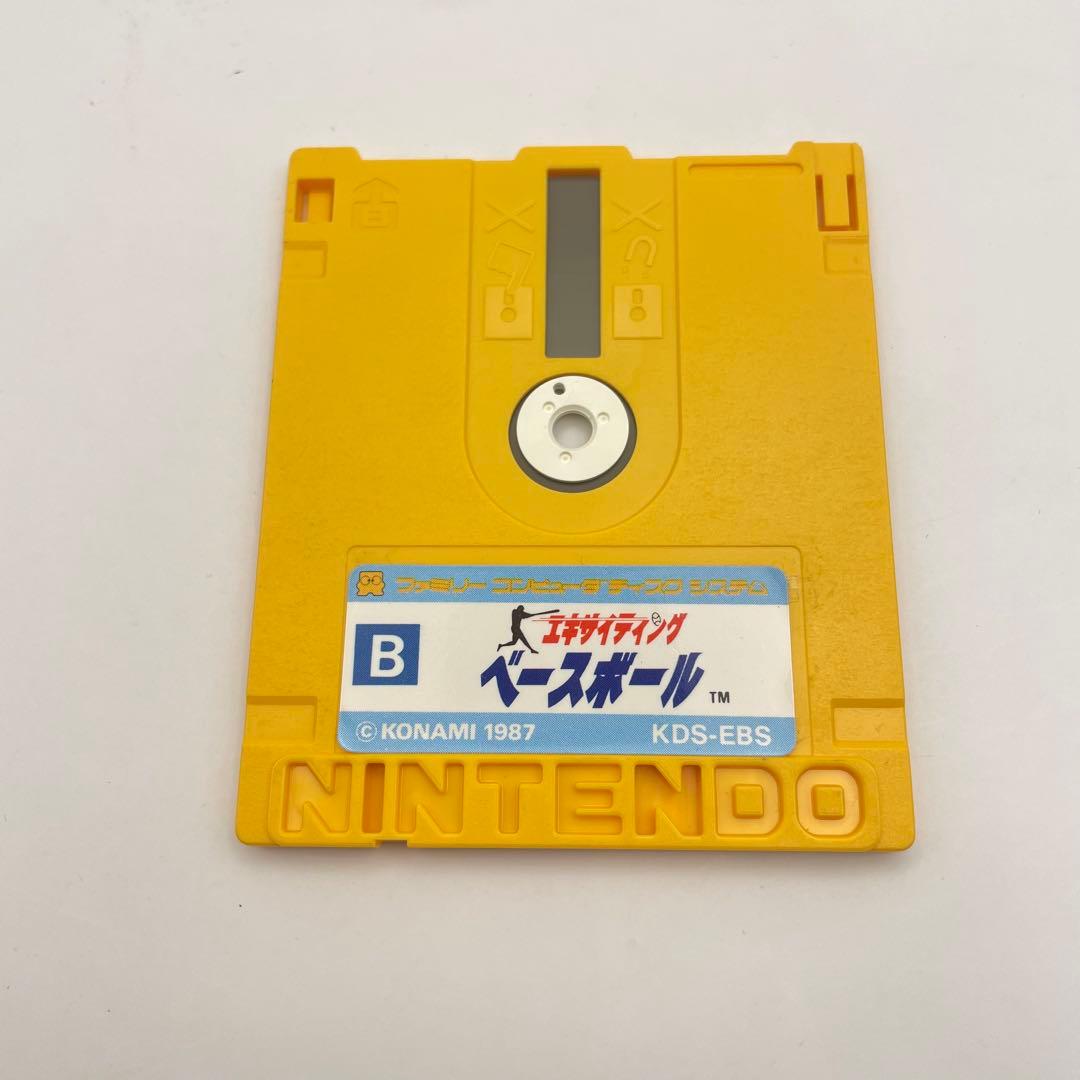 ファミリー コンピュータ ディスク システム
B
エキサイティング
ベースボール TM
© KONAMI 1987 KDS-EBS
NINTENDO